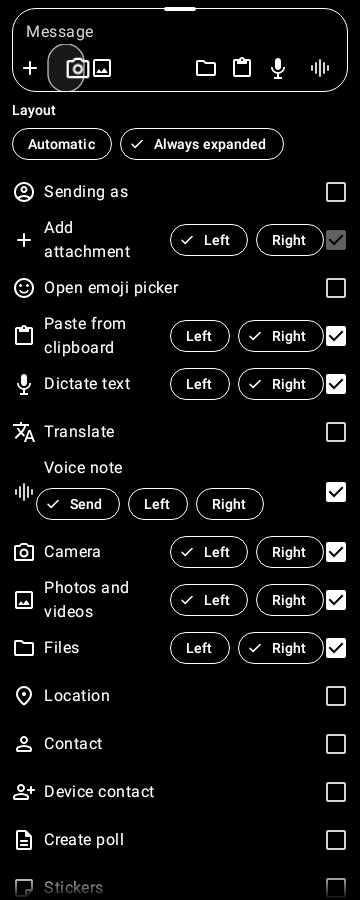 Message
Layout
Automatic
Always expanded
Sending as
Add
attachment
Left
Right
Open emoji picker
Paste from
clipboard
Left
Right
Dictate text
Left
Right
Translate
Voice note
Send
Left
Right
Camera
Left
Right
Photos and
videos
Left
Right
Files
Left
Right
Location
Contact
Device contact
Create poll
Stickers